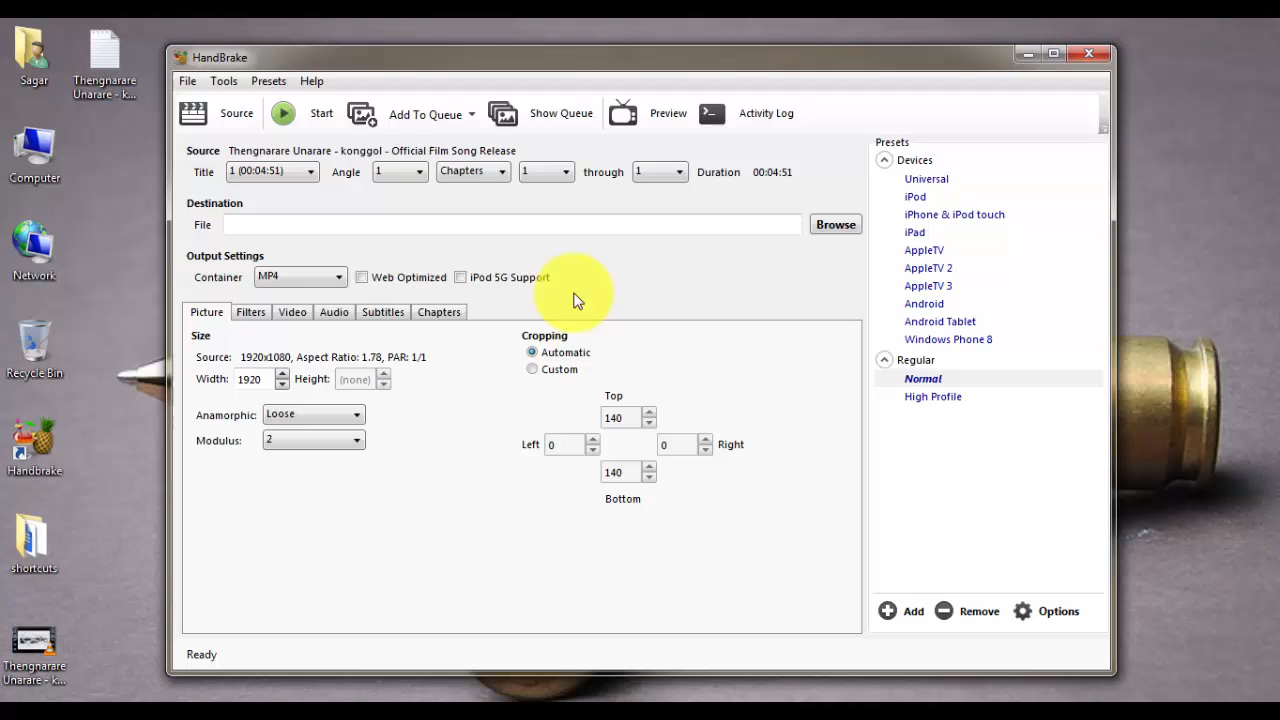 Sagar
Thengnarare
Unarare - k...
Computer
Network
Recycle Bin
Handbrake
shortcuts
Thengnarare
Unarare - k...
HandBrake
File Tools Presets Help
Source Start Add To Queue Show Queue Preview Activity Log
Source Thengnarare Unarare - konggol - Official Film Song Release
Title 1 (00:04:51) Angle 1 Chapters 1 through 1 Duration 00:04:51
Destination
File Browse
Output Settings
Container MP4 Web Optimized iPod 5G Support
Picture Filters Video Audio Subtitles Chapters
Size
Source: 1920x1080, Aspect Ratio: 1.78, PAR: 1/1
Width: 1920 Height: (none)
Anamorphic: Loose
Modulus: 2
Cropping
Automatic
Custom
Top
140
Left 0 0 Right
140
Bottom
Presets
Devices
Universal
iPod
iPhone & iPod touch
iPad
AppleTV
AppleTV 2
AppleTV 3
Android
Android Tablet
Windows Phone 8
Regular
Normal
High Profile
Add Remove Options
Ready